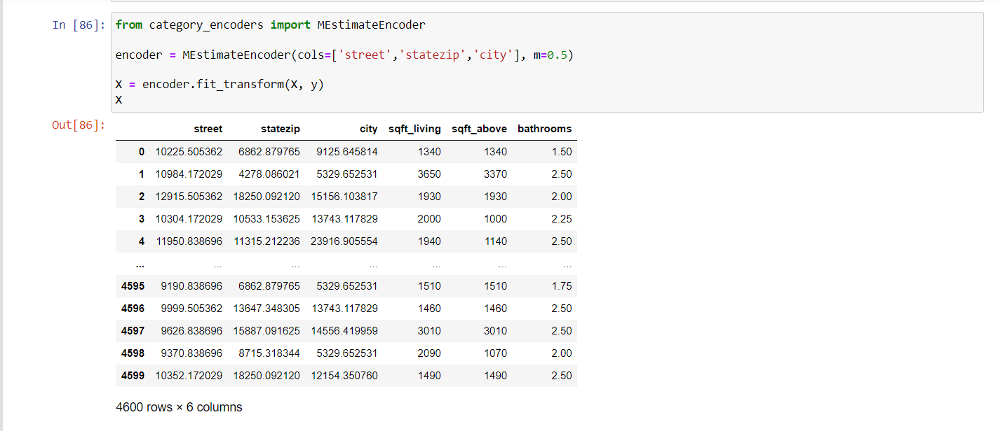 In [86]: from category_encoders import MEstimateEncoder
encoder = MEstimateEncoder(cols=['street','statezip','city'], m=0.5)
X = encoder.fit_transform(X, y)
X
Out[86]:
street statezip city sqft_living sqft_above bathrooms
0 10225.505362 6862.879765 9125.645814 1340 1340 1.50
1 10984.172029 4278.086021 5329.652531 3650 3370 2.50
2 12915.505362 18250.092120 15156.103817 1930 1930 2.00
3 10304.172029 10533.153625 13743.117829 2000 1000 2.25
4 11950.838696 11315.212236 23916.905554 1940 1140 2.50
... ... ... ... ... ... ...
4595 9190.838696 6862.879765 5329.652531 1510 1510 1.75
4596 9999.505362 13647.348305 13743.117829 1460 1460 2.50
4597 9626.838696 15887.091625 14556.419959 3010 3010 2.50
4598 9370.838696 8715.318344 5329.652531 2090 1070 2.00
4599 10352.172029 18250.092120 12154.350760 1490 1490 2.50
4600 rows × 6 columns